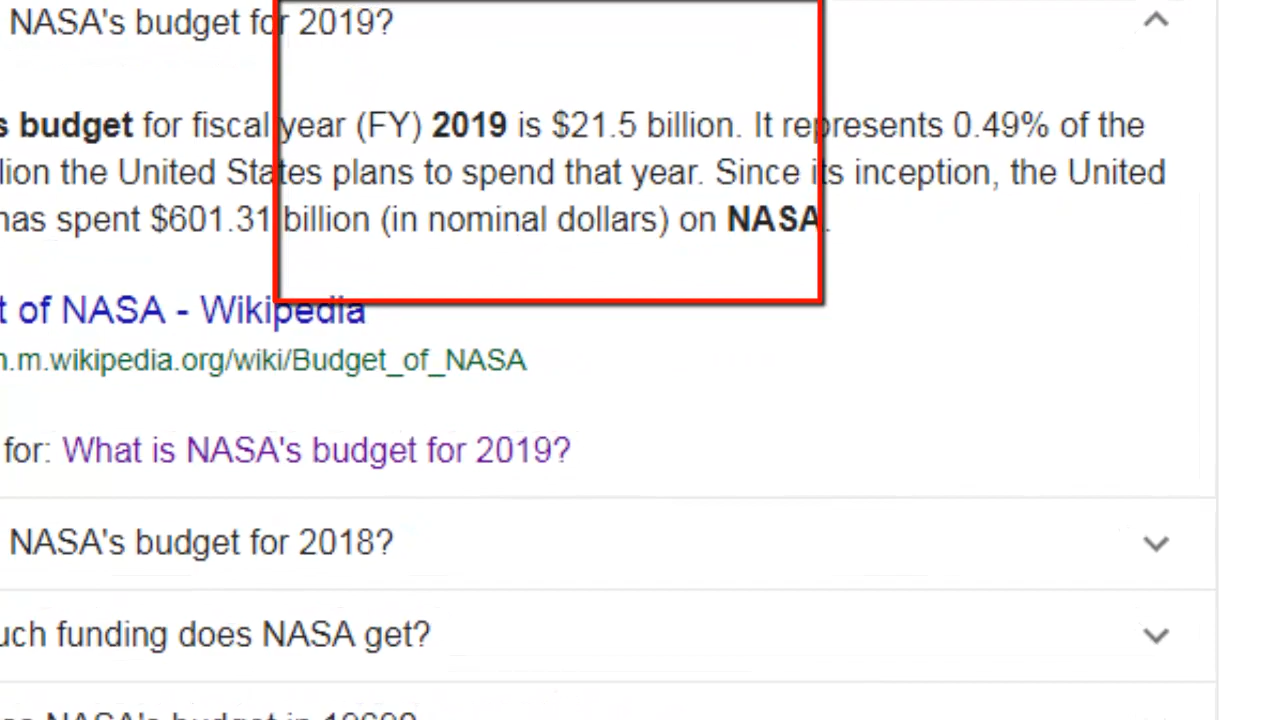 NASA's budget for 2019?
s budget for fiscal year (FY) 2019 is $21.5 billion. It represents 0.49% of the
lion the United States plans to spend that year. Since its inception, the United
has spent $601.31 billion (in nominal dollars) on NASA.
t of NASA - Wikipedia
n.m.wikipedia.org/wiki/Budget_of_NASA
for: What is NASA's budget for 2019?
NASA's budget for 2018?
uch funding does NASA get?
NASA's budget in